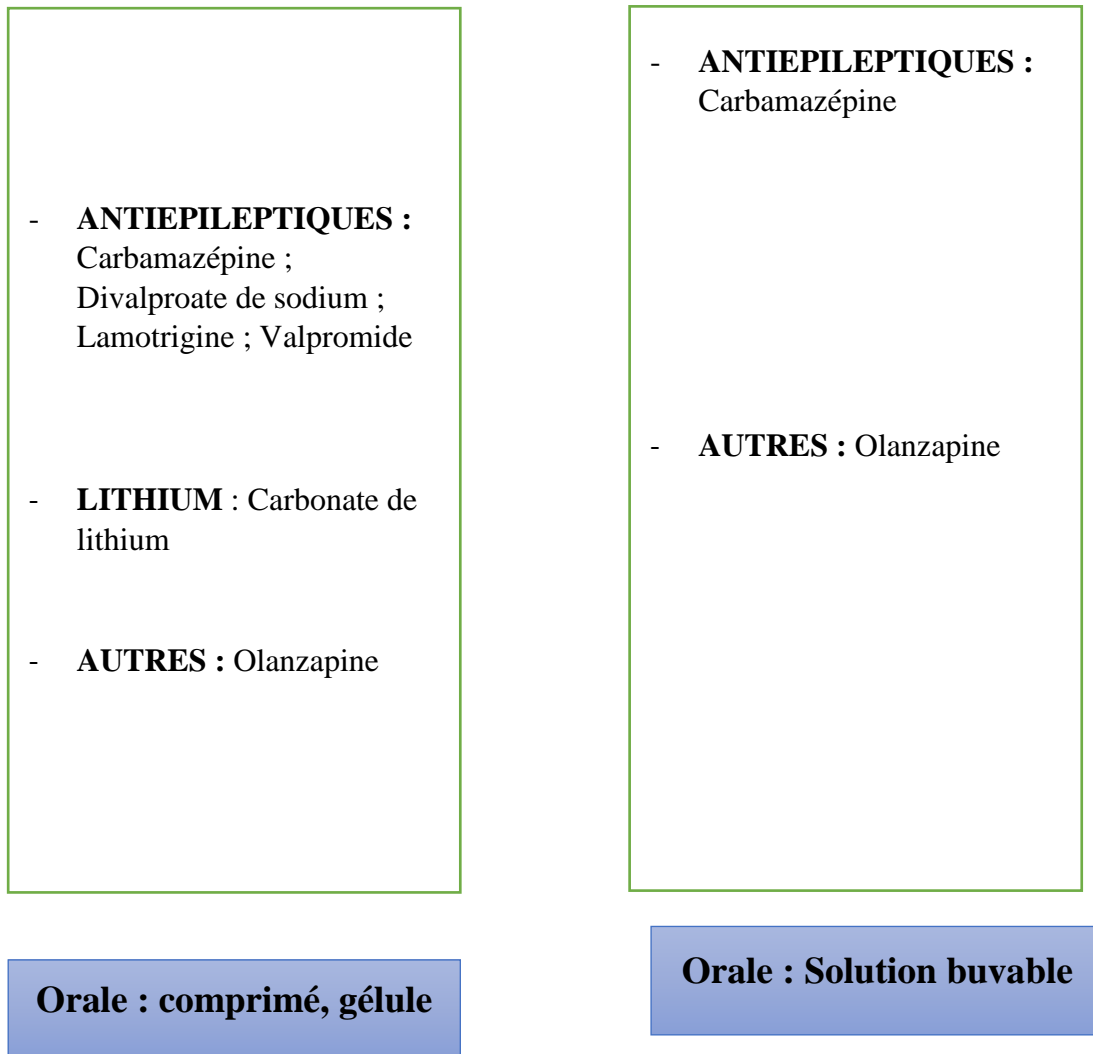 - ANTIEPILEPTIQUES :
Carbamazépine ;
Divalproate de sodium ;
Lamotrigine ; Valpromide
- LITHIUM : Carbonate de
lithium
- AUTRES : Olanzapine
Orale : comprimé, gélule
- ANTIEPILEPTIQUES :
Carbamazépine
- AUTRES : Olanzapine
Orale : Solution buvable